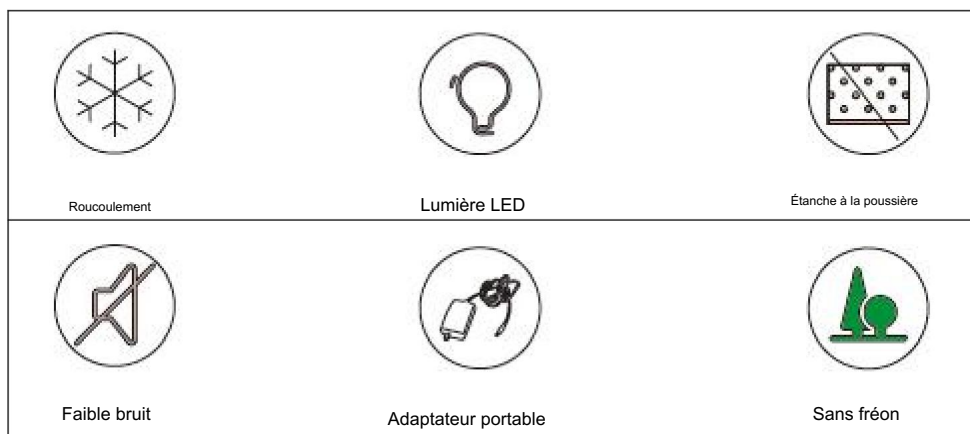 Roucoulement
Lumière LED
Étanche à la poussière
Faible bruit
Adaptateur portable
Sans fréon